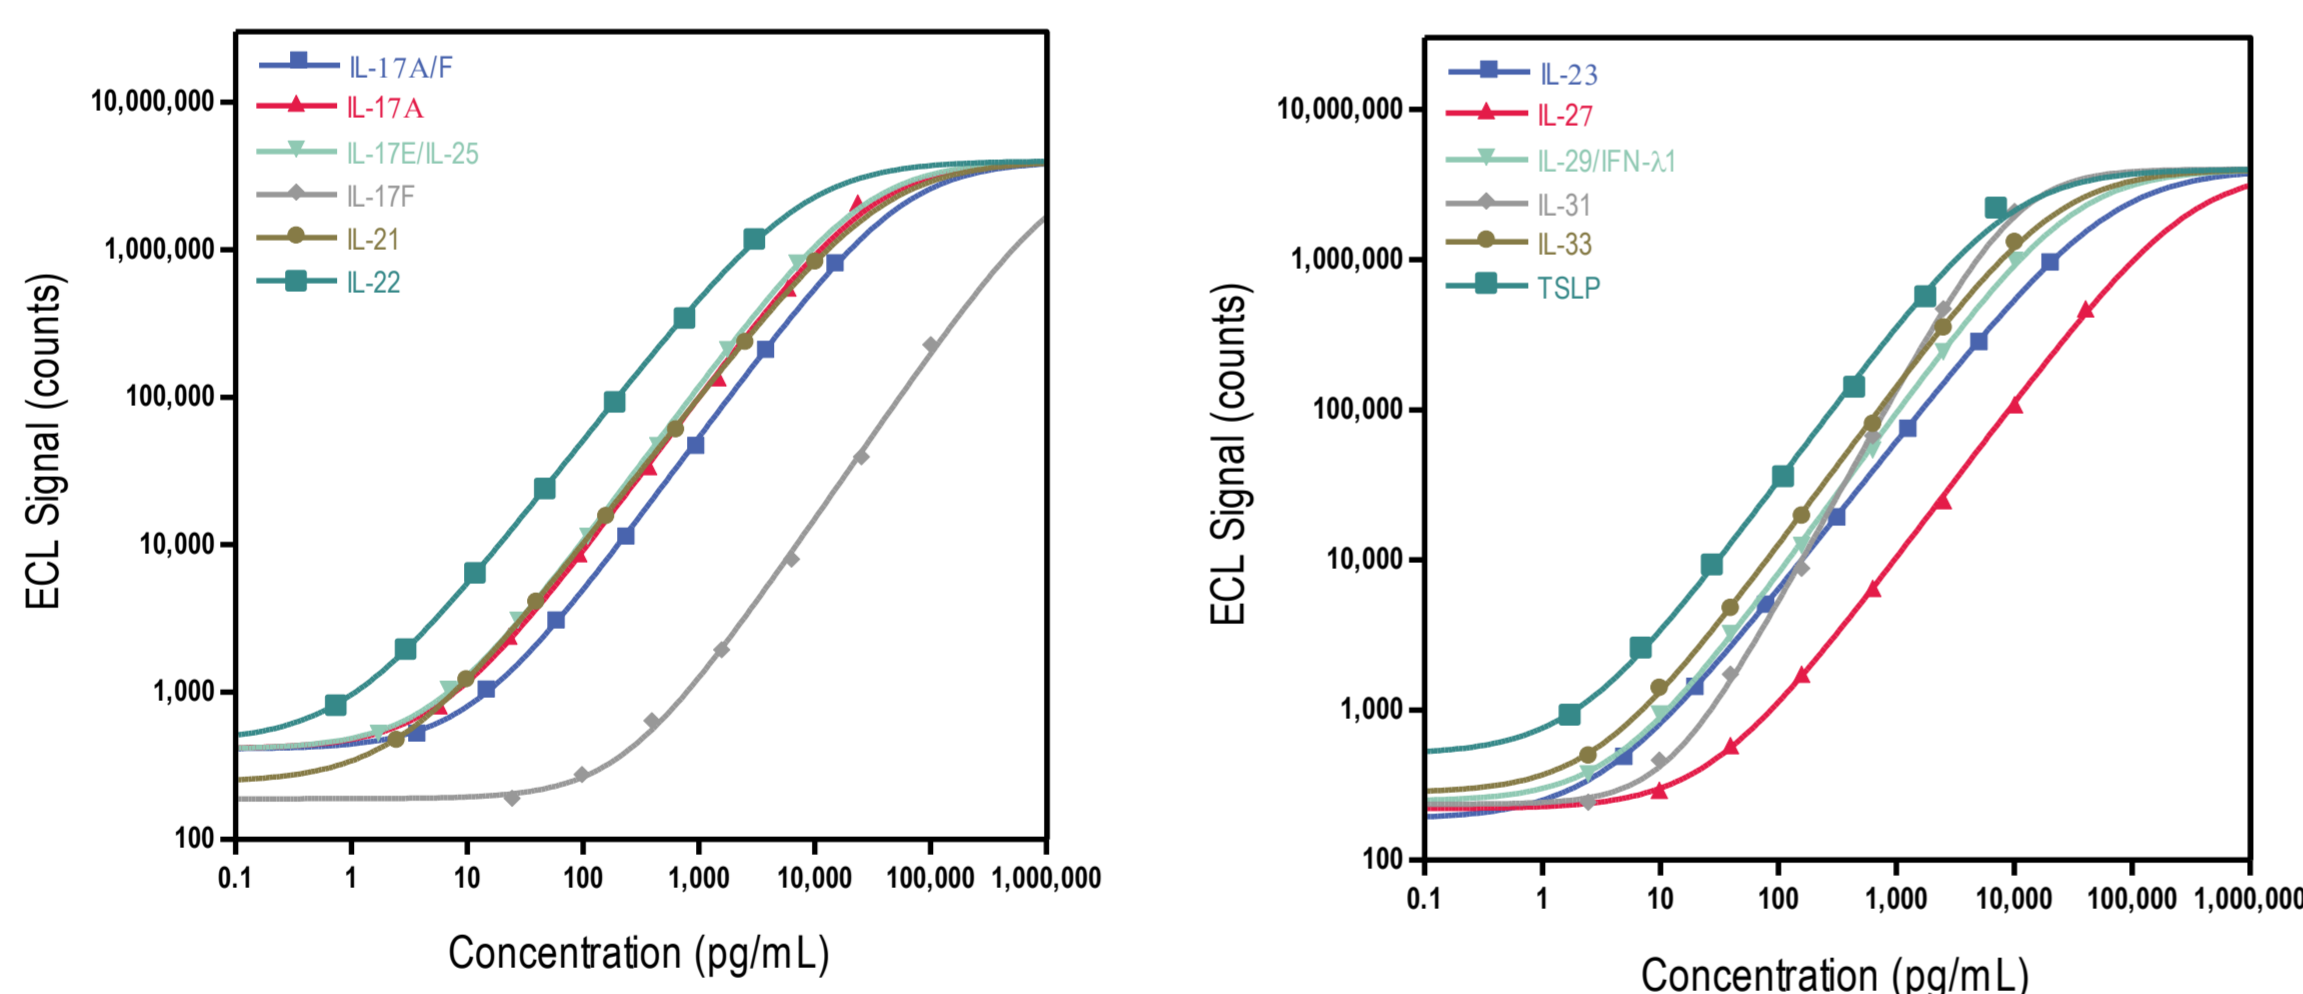 IL-17A/F
IL-17A
IL-17E/IL-25
IL-17F
IL-21
IL-22
10,000,000
1,000,000
100,000
10,000
1,000
100
0.1 1 10 100 1,000 10,000 100,000 1,000,000
ECL Signal (counts)
Concentration (pg/mL)
IL-23
IL-27
IL-29/IFN-λ1
IL-31
IL-33
TSLP
10,000,000
1,000,000
100,000
10,000
1,000
100
0.1 1 10 100 1,000 10,000 100,000 1,000,000
ECL Signal (counts)
Concentration (pg/mL)